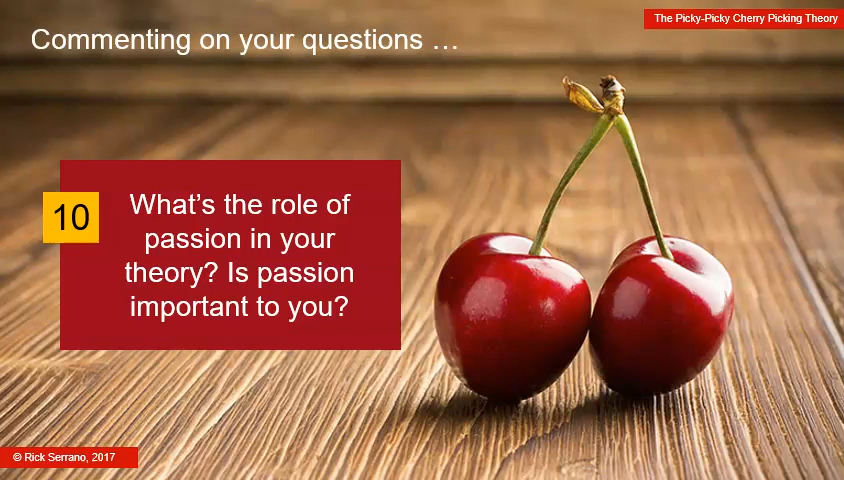 The Picky-Picky Cherry Picking Theory
Commenting on your questions …
10
What’s the role of
passion in your
theory? Is passion
important to you?
© Rick Serrano, 2017